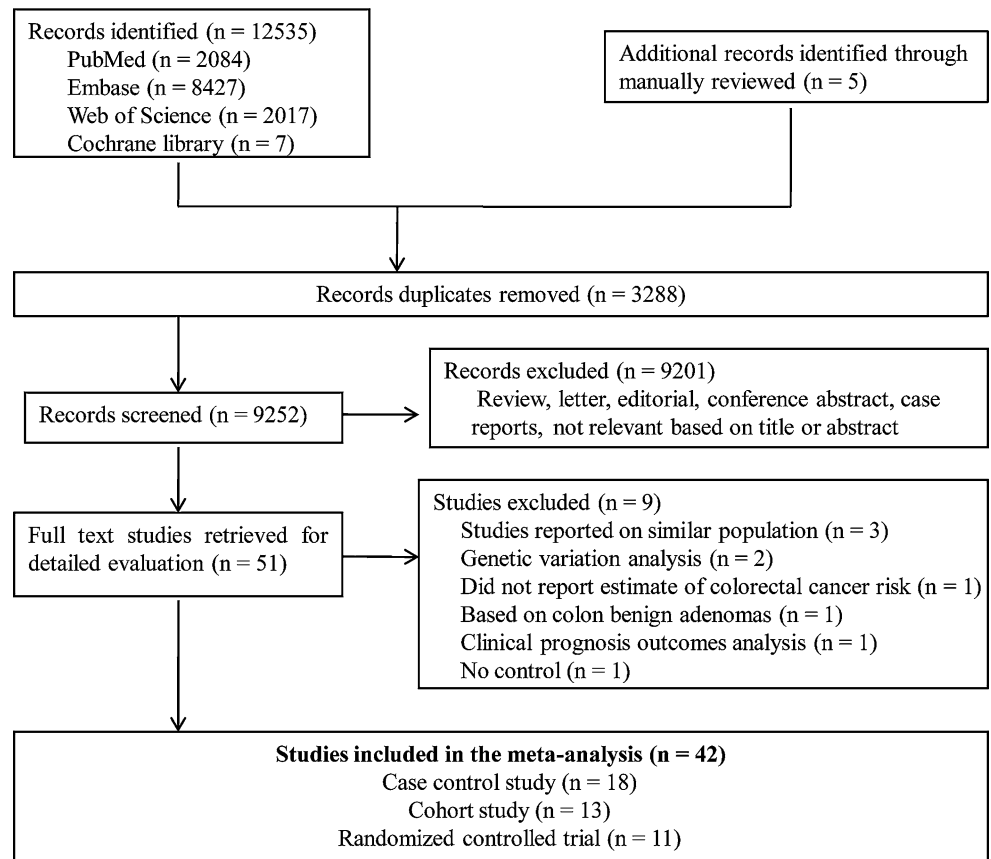 Records identified (n = 12535)
PubMed (n = 2084)
Embase (n = 8427)
Web of Science (n = 2017)
Cochrane library (n = 7)
Additional records identified through
manually reviewed (n = 5)
Records duplicates removed (n = 3288)
Records screened (n = 9252)
Records excluded (n = 9201)
Review, letter, editorial, conference abstract, case
reports, not relevant based on title or abstract
Full text studies retrieved for
detailed evaluation (n = 51)
Studies excluded (n = 9)
Studies reported on similar population (n = 3)
Genetic variation analysis (n = 2)
Did not report estimate of colorectal cancer risk (n = 1)
Based on colon benign adenomas (n = 1)
Clinical prognosis outcomes analysis (n = 1)
No control (n = 1)
Studies included in the meta-analysis (n = 42)
Case control study (n = 18)
Cohort study (n = 13)
Randomized controlled trial (n = 11)